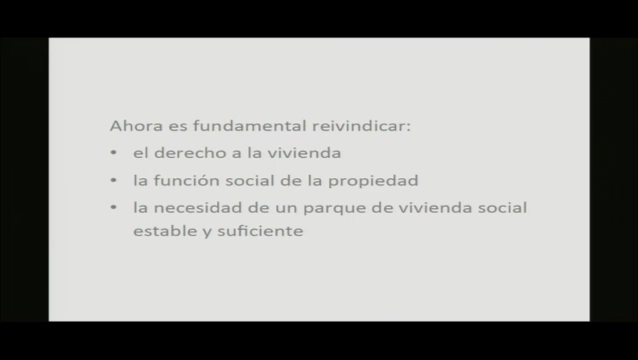 Ahora es fundamental reivindicar:
• el derecho a la vivienda
• la función social de la propiedad
• la necesidad de un parque de vivienda social
estable y suficiente